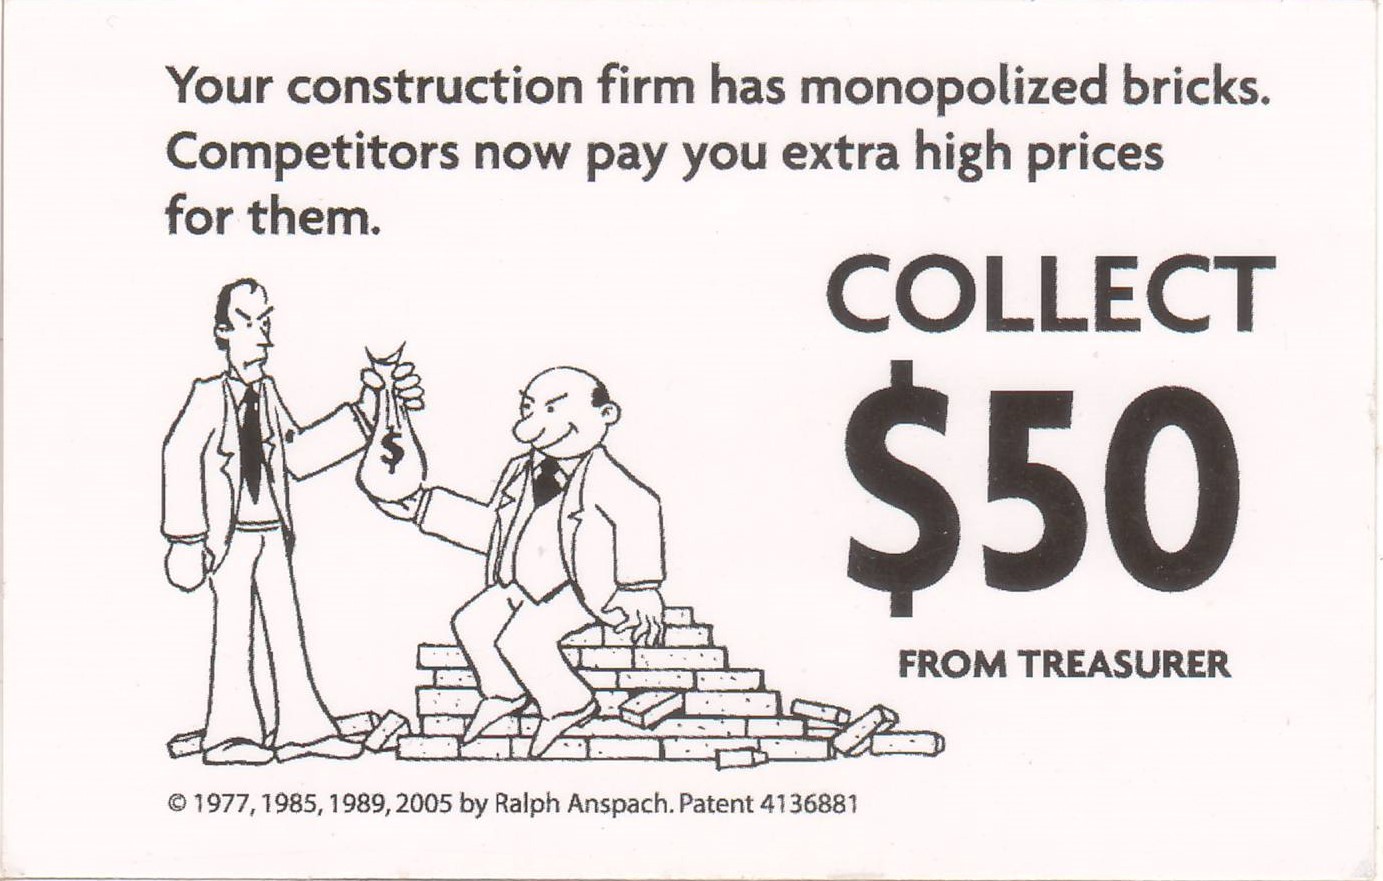 Your construction firm has monopolized bricks.
Competitors now pay you extra high prices
for them.
COLLECT
$50
FROM TREASURER
$
© 1977, 1985, 1989, 2005 by Ralph Anspach. Patent 4136881